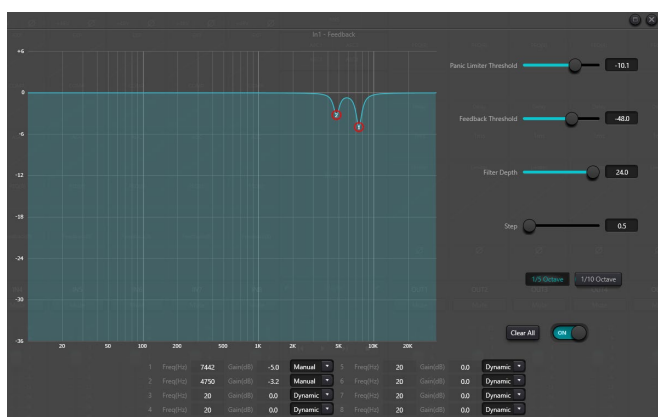 In1 - Feedback
+6
0
-6
-12
-18
-24
-30
-36
20 50 100 200 500 1K 2K 5K 10K 20K
Panic Limiter Threshold -10.1
Feedback Threshold -48.0
Filter Depth 24.0
Step 0.5
1/5 Octave 1/10 Octave
Clear All ON
1 Freq(Hz) 7442 Gain(dB) -5.0 Manual 5 Freq(Hz) 20 Gain(dB) 0.0 Dynamic
2 Freq(Hz) 4750 Gain(dB) -3.2 Manual 6 Freq(Hz) 20 Gain(dB) 0.0 Dynamic
3 Freq(Hz) 20 Gain(dB) 0.0 Dynamic 7 Freq(Hz) 20 Gain(dB) 0.0 Dynamic
4 Freq(Hz) 20 Gain(dB) 0.0 Dynamic 8 Freq(Hz) 20 Gain(dB) 0.0 Dynamic